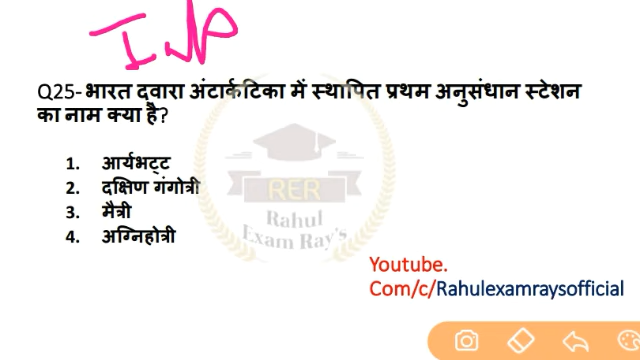 Imp
Q25- भारत द्वारा अंटार्कटिका में स्थापित प्रथम अनुसंधान स्टेशन
का नाम क्या है?
1. आर्यभट्ट
2. दक्षिण गंगोत्री
3. मैत्री
4. अग्निहोत्री
RER
Rahul
Exam Ray's
Youtube.
Com/c/Rahulexamraysofficial